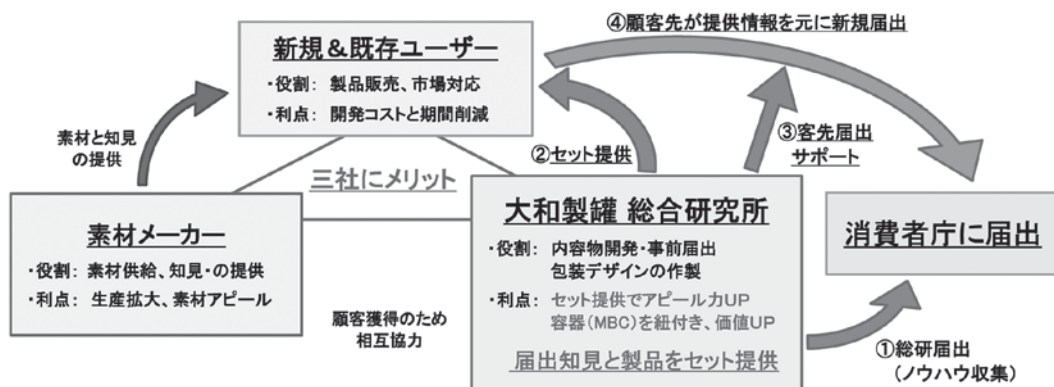 ④顧客先が提供情報を元に新規届出
新規&既存ユーザー
・役割： 製品販売、市場対応
・利点： 開発コストと期間削減
素材と知見
の提供
②セット提供
③客先届出
サポート
三社にメリット
素材メーカー
・役割： 素材供給、知見・の提供
・利点： 生産拡大、素材アピール
大和製罐 総合研究所
・役割： 内容物開発・事前届出
包装デザインの作製
・利点： セット提供でアピール力UP
容器(MBC)を紐付き、価値UP
届出知見と製品をセット提供
消費者庁に届出
顧客獲得のため
相互協力
①総研届出
(ノウハウ収集)